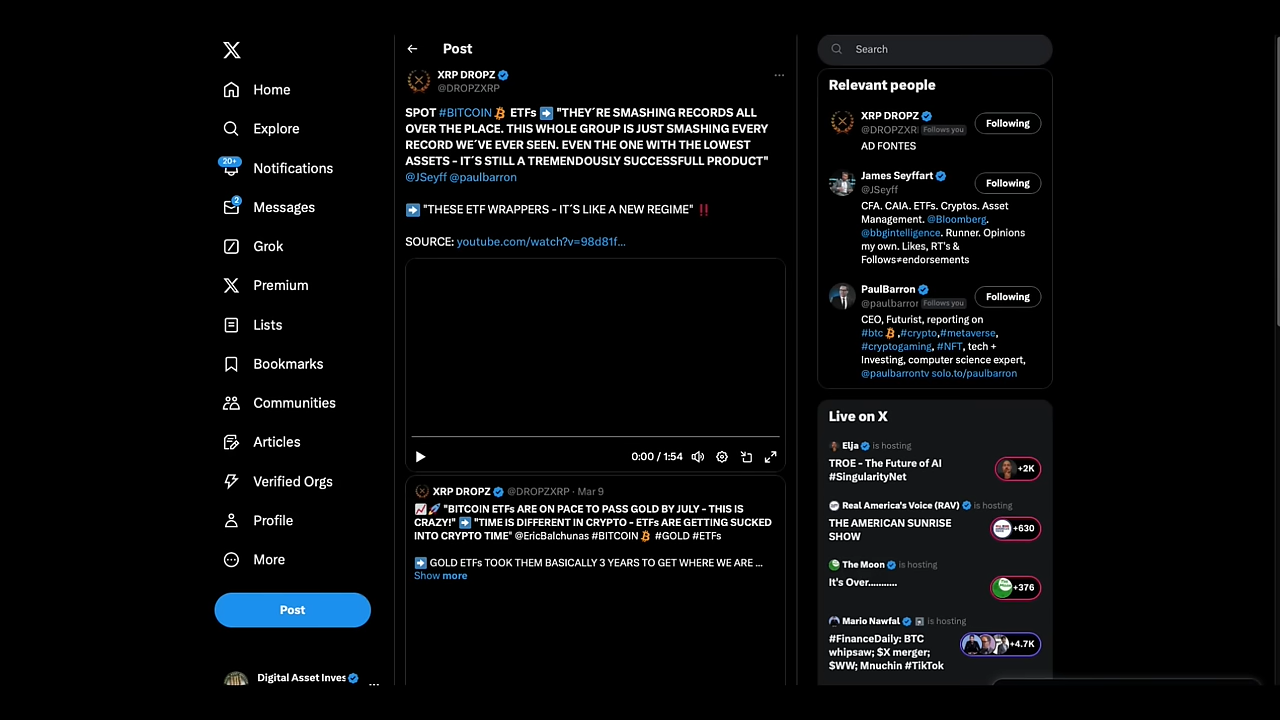 Home
Explore
20+
Notifications
2
Messages
Grok
Premium
Lists
Bookmarks
Communities
Articles
Verified Orgs
Profile
More
Post
Digital Asset Inves
Post
XRP DROPZ
@DROPZXRP
SPOT #BITCOIN ETFs ➡️ "THEY´RE SMASHING RECORDS ALL
OVER THE PLACE. THIS WHOLE GROUP IS JUST SMASHING EVERY
RECORD WE´VE EVER SEEN. EVEN THE ONE WITH THE LOWEST
ASSETS - IT´S STILL A TREMENDOUSLY SUCCESSFULL PRODUCT"
@JSeyff @paulbarron
➡️ "THESE ETF WRAPPERS - IT´S LIKE A NEW REGIME" ‼️
SOURCE: youtube.com/watch?v=98d81f...
0:00 / 1:54
XRP DROPZ @DROPZXRP · Mar 9
📈🚀 "BITCOIN ETFs ARE ON PACE TO PASS GOLD BY JULY - THIS IS
CRAZY!" ➡️ "TIME IS DIFFERENT IN CRYPTO - ETFs ARE GETTING SUCKED
INTO CRYPTO TIME" @EricBalchunas #BITCOIN #GOLD #ETFs
➡️ GOLD ETFs TOOK THEM BASICALLY 3 YEARS TO GET WHERE WE ARE ...
Show more
Search
Relevant people
XRP DROPZ
@DROPZXRI Follows you
Following
AD FONTES
James Seyffart
@JSeyff
Following
CFA. CAIA. ETFs. Cryptos. Asset
Management. @Bloomberg.
@bbgintelligence. Runner. Opinions
my own. Likes, RT's &
Follows≠endorsements
PaulBarron
@paulbarror Follows you
Following
CEO, Futurist, reporting on
#btc ,#crypto,#metaverse,
#cryptogaming, #NFT, tech +
Investing, computer science expert,
@paulbarrontv solo.to/paulbarron
Live on X
Elja is hosting
TROE - The Future of AI
#SingularityNet
+2K
Real America's Voice (RAV) is hosting
THE AMERICAN SUNRISE
SHOW
+630
The Moon is hosting
It's Over...........
+376
Mario Nawfal is hosting
#FinanceDaily: BTC
whipsaw; $X merger;
$WW; Mnuchin #TikTok
+4.7K